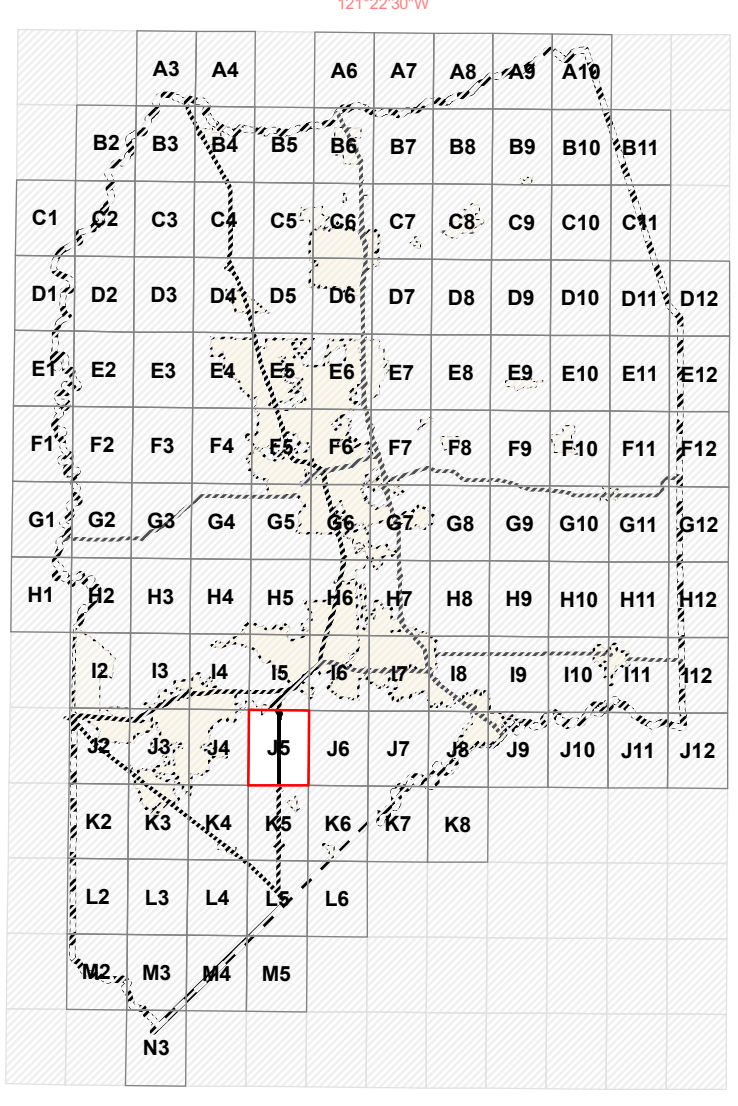 121°22'30"W
A3 A4 A6 A7 A8 A9 A10
B2 B3 B4 B5 B6 B7 B8 B9 B10 B11
C1 C2 C3 C4 C5 C6 C7 C8 C9 C10 C11
D1 D2 D3 D4 D5 D6 D7 D8 D9 D10 D11 D12
E1 E2 E3 E4 E5 E6 E7 E8 E9 E10 E11 E12
F1 F2 F3 F4 F5 F6 F7 F8 F9 F10 F11 F12
G1 G2 G3 G4 G5 G6 G7 G8 G9 G10 G11 G12
H1 H2 H3 H4 H5 H6 H7 H8 H9 H10 H11 H12
I2 I3 I4 I5 I6 I7 I8 I9 I10 I11 I12
J2 J3 J4 J5 J6 J7 J8 J9 J10 J11 J12
K2 K3 K4 K5 K6 K7 K8
L2 L3 L4 L5 L6
M2 M3 M4 M5
N3